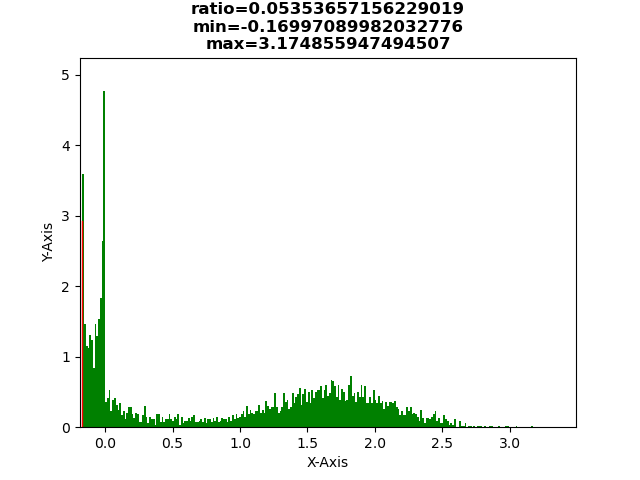 ratio=0.05353657156229019
min=-0.16997089982032776
max=3.174855947494507
5
4
3
2
1
0
Y-Axis
0.0 0.5 1.0 1.5 2.0 2.5 3.0
X-Axis